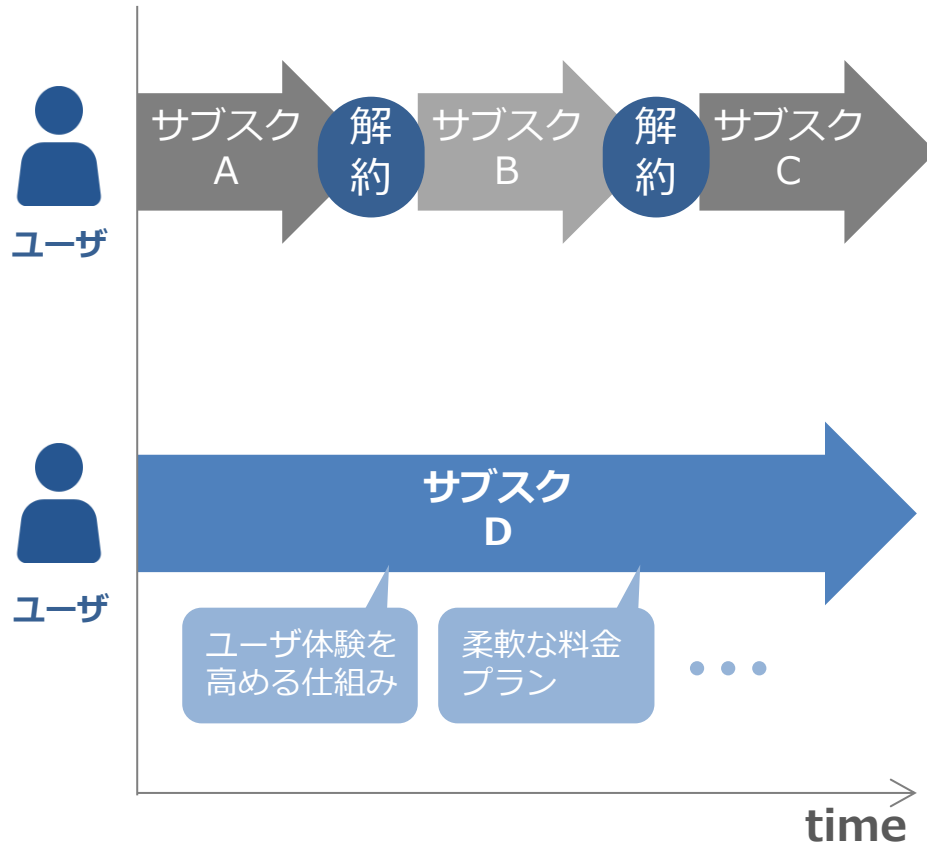 サブスク
A
解
約
サブスク
B
解
約
サブスク
C
ユーザ
サブスク
D
ユーザ
ユーザ体験を
高める仕組み
柔軟な料金
プラン
•••
time